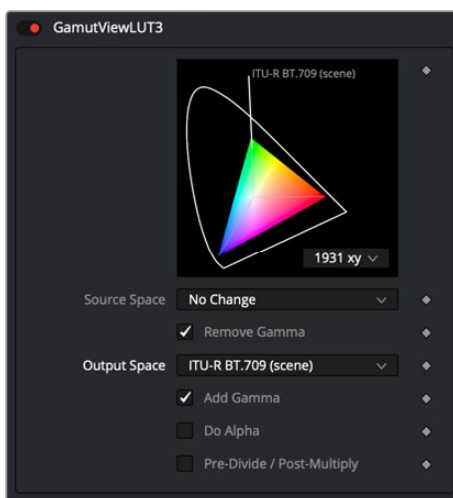 GamutViewLUT3
ITU-R BT.709 (scene)
1931 xy
Source Space No Change
Remove Gamma
Output Space ITU-R BT.709 (scene)
Add Gamma
Do Alpha
Pre-Divide / Post-Multiply